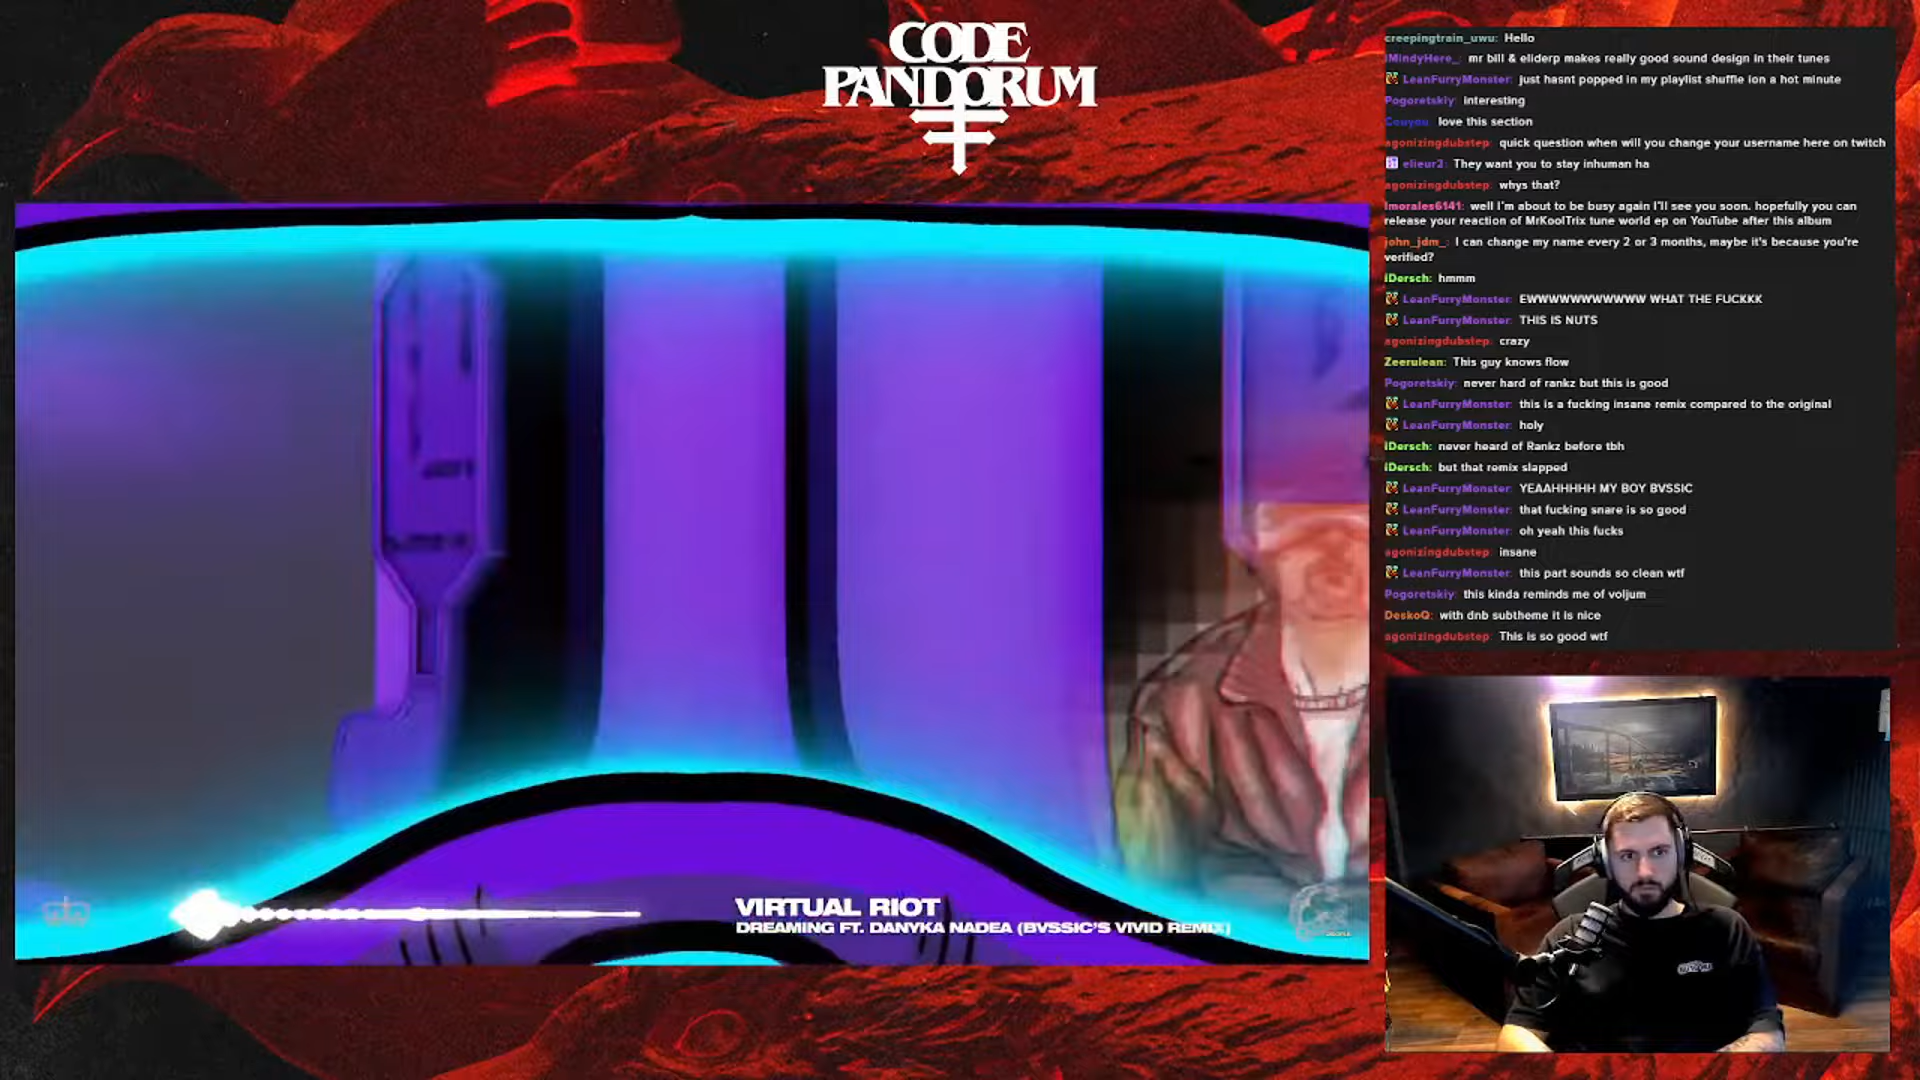 CODE
PANDORUM
creepingtrain_uwu: Hello
iMindyHere_: mr bill & eliderp makes really good sound design in their tunes
LeanFurryMonster: just hasnt popped in my playlist shuffle ion a hot minute
Pogoretskiy: interesting
Couyou: love this section
agonizingdubstep: quick question when will you change your username here on twitch
elieur2: They want you to stay inhuman ha
agonizingdubstep: whys that?
lmorales6141: well I'm about to be busy again I'll see you soon. hopefully you can
release your reaction of MrKoolTrix tune world ep on YouTube after this album
john_jdm_: I can change my name every 2 or 3 months, maybe it's because you're
verified?
iDersch: hmmm
LeanFurryMonster: EWWWWWWWWWWW WHAT THE FUCKKK
LeanFurryMonster: THIS IS NUTS
agonizingdubstep: crazy
Zeerulean: This guy knows flow
Pogoretskiy: never hard of rankz but this is good
LeanFurryMonster: this is a fucking insane remix compared to the original
LeanFurryMonster: holy
iDersch: never heard of Rankz before tbh
iDersch: but that remix slapped
LeanFurryMonster: YEAAHHHHH MY BOY BVSSIC
LeanFurryMonster: that fucking snare is so good
LeanFurryMonster: oh yeah this fucks
agonizingdubstep: insane
LeanFurryMonster: this part sounds so clean wtf
Pogoretskiy: this kinda reminds me of voljum
DeskoQ: with dnb subtheme it is nice
agonizingdubstep: This is so good wtf
VIRTUAL RIOT
DREAMING FT. DANYKA NADEA (BVSSIC'S VIVID REMIX)